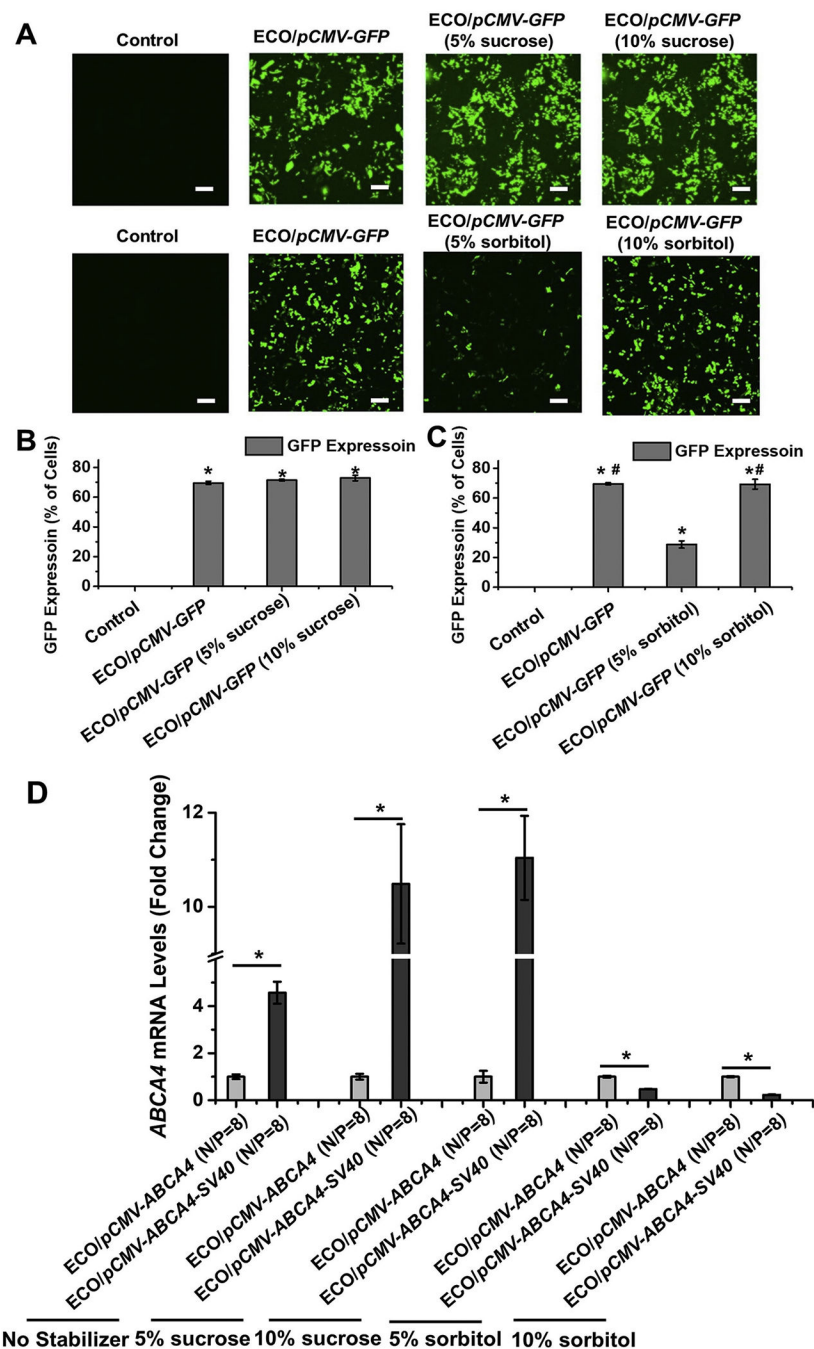 A
Control
ECO/pCMV-GFP
ECO/pCMV-GFP
(5% sucrose)
ECO/pCMV-GFP
(10% sucrose)
Control
ECO/pCMV-GFP
ECO/pCMV-GFP
(5% sorbitol)
ECO/pCMV-GFP
(10% sorbitol)
B
GFP Expressoin
GFP Expressoin (% of Cells)
80
60
40
20
0
*
*
*
Control
ECO/pCMV-GFP
ECO/pCMV-GFP (5% sucrose)
ECO/pCMV-GFP (10% sucrose)
C
GFP Expressoin
GFP Expressoin (% of Cells)
80
60
40
20
0
* #
*
*#
Control
ECO/pCMV-GFP
ECO/pCMV-GFP (5% sorbitol)
ECO/pCMV-GFP (10% sorbitol)
D
ABCA4 mRNA Levels (Fold Change)
12
10
4
2
0
*
*
*
*
*
ECO/pCMV-ABCA4 (N/P=8)
ECO/pCMV-ABCA4-SV40 (N/P=8)
ECO/pCMV-ABCA4 (N/P=8)
ECO/pCMV-ABCA4-SV40 (N/P=8)
ECO/pCMV-ABCA4 (N/P=8)
ECO/pCMV-ABCA4-SV40 (N/P=8)
ECO/pCMV-ABCA4 (N/P=8)
ECO/pCMV-ABCA4-SV40 (N/P=8)
ECO/pCMV-ABCA4 (N/P=8)
ECO/pCMV-ABCA4-SV40 (N/P=8)
No Stabilizer 5% sucrose 10% sucrose 5% sorbitol 10% sorbitol